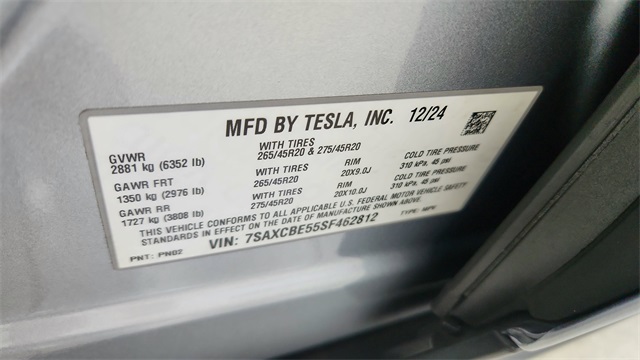 MFD BY TESLA, INC. 12/24
GVWR
2881 kg (6352 lb)
WITH TIRES
265/45R20 & 275/45R20
COLD TIRE PRESSURE
310 kPa, 45 psi
GAWR FRT
1350 kg (2976 lb)
WITH TIRES
265/45R20
RIM
20X9.0J
COLD TIRE PRESSURE
310 kPa, 45 psi
GAWR RR
1727 kg (3808 lb)
WITH TIRES
275/45R20
RIM
20X10.0J
THIS VEHICLE CONFORMS TO ALL APPLICABLE U.S. FEDERAL MOTOR VEHICLE SAFETY
STANDARDS IN EFFECT ON THE DATE OF MANUFACTURE SHOWN ABOVE.
VIN: 7SAXCBE55SF462812
TYPE: MPV
PNT: PN02